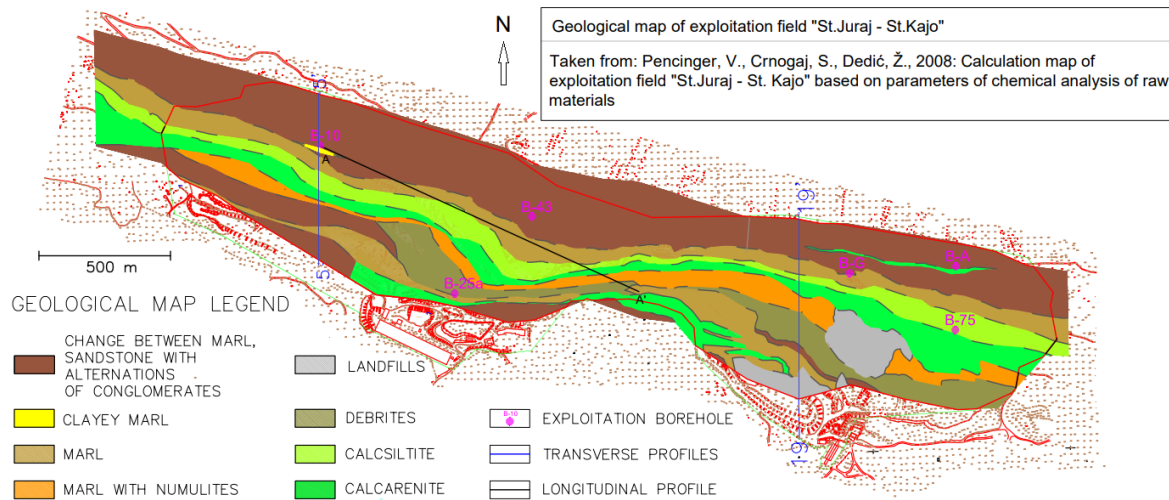 Geological map of exploitation field "St.Juraj - St.Kajo"
Taken from: Pencinger, V., Crnogaj, S., Dedić, Ž., 2008: Calculation map of
exploitation field "St.Juraj - St. Kajo" based on parameters of chemical analysis of raw
materials
N
B-10
A
B-43
B-G
B-A
B-25a
A'
B-75
500 m
GEOLOGICAL MAP LEGEND
CHANGE BETWEEN MARL,
SANDSTONE WITH
ALTERNATIONS
OF CONGLOMERATES
CLAYEY MARL
MARL
MARL WITH NUMULITES
LANDFILLS
DEBRITES
CALCSILTITE
CALCARENITE
B-10
EXPLOITATION BOREHOLE
TRANSVERSE PROFILES
LONGITUDINAL PROFILE